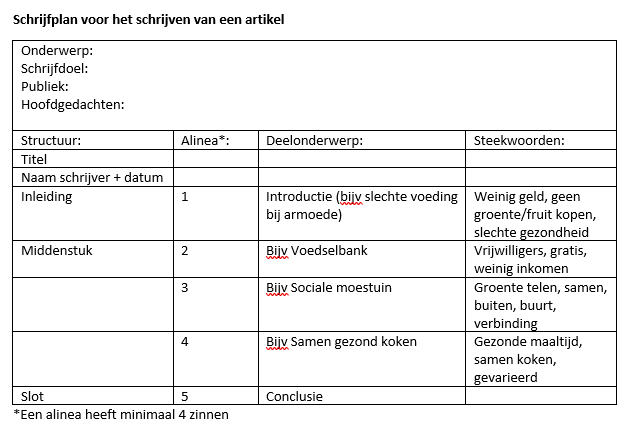 Schrijfplan voor het schrijven van een artikel
Onderwerp:
Schrijfdoel:
Publiek:
Hoofdgedachten:
Structuur: Alinea*: Deelonderwerp: Steekwoorden:
Titel
Naam schrijver + datum
Inleiding 1 Introductie (bijv slechte voeding Weinig geld, geen
bij armoede) groente/fruit kopen,
slechte gezondheid
Middenstuk 2 Bijv Voedselbank Vrijwilligers, gratis,
weinig inkomen
3 Bijv Sociale moestuin Groente telen, samen,
buiten, buurt,
verbinding
4 Bijv Samen gezond koken Gezonde maaltijd,
samen koken,
gevarieerd
Slot 5 Conclusie
*Een alinea heeft minimaal 4 zinnen